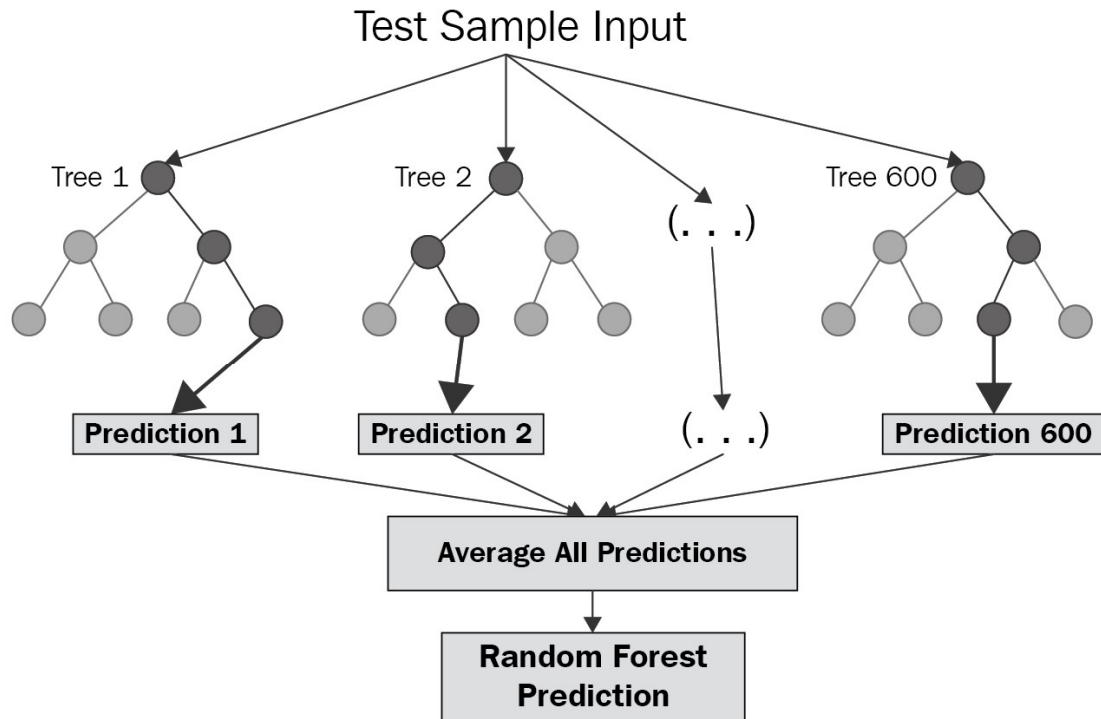 Test Sample Input
Tree 1
Tree 2
(. . .)
Tree 600
Prediction 1
Prediction 2
(. . .)
Prediction 600
Average All Predictions
Random Forest
Prediction